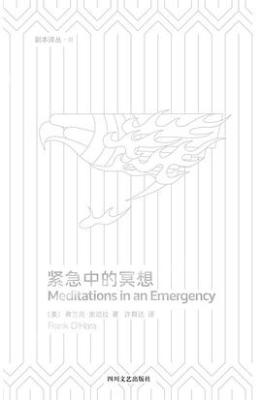 副本译丛·III
紧急中的冥想
Meditations in an Emergency
[美] 弗兰克·奥哈拉 著 许舜达 译
Frank O'Hara
四川文艺出版社